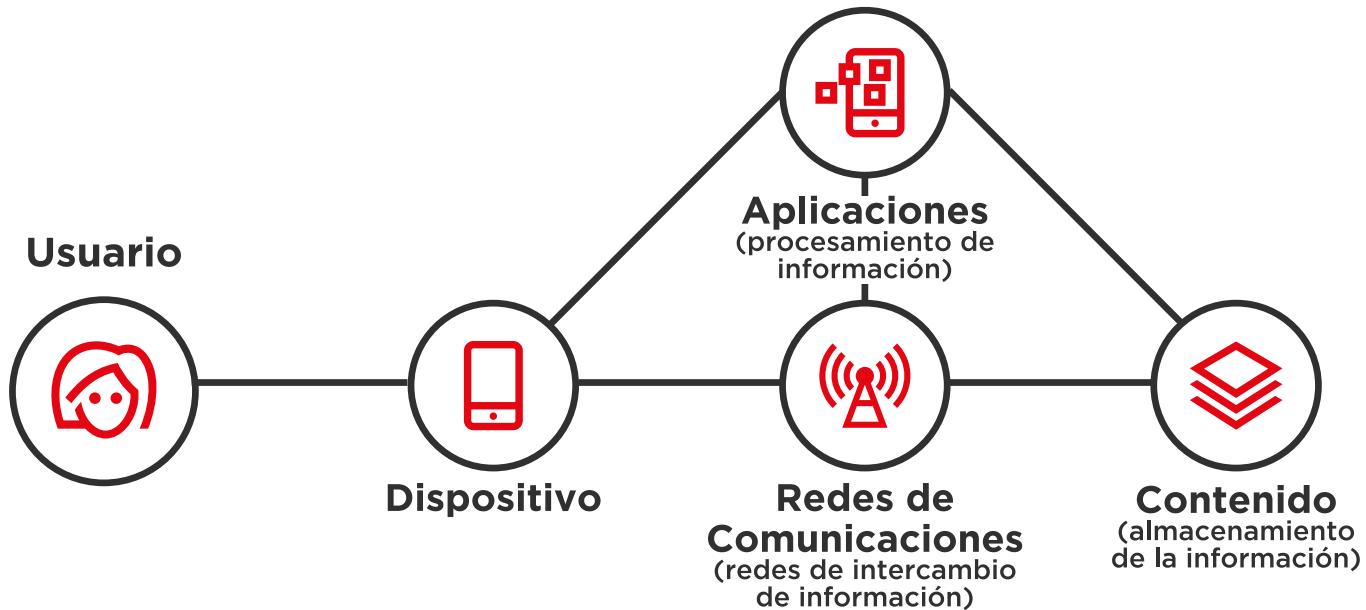 Aplicaciones
(procesamiento de
información)
Usuario
Dispositivo
Redes de
Comunicaciones
(redes de intercambio
de información)
Contenido
(almacenamiento
de la información)